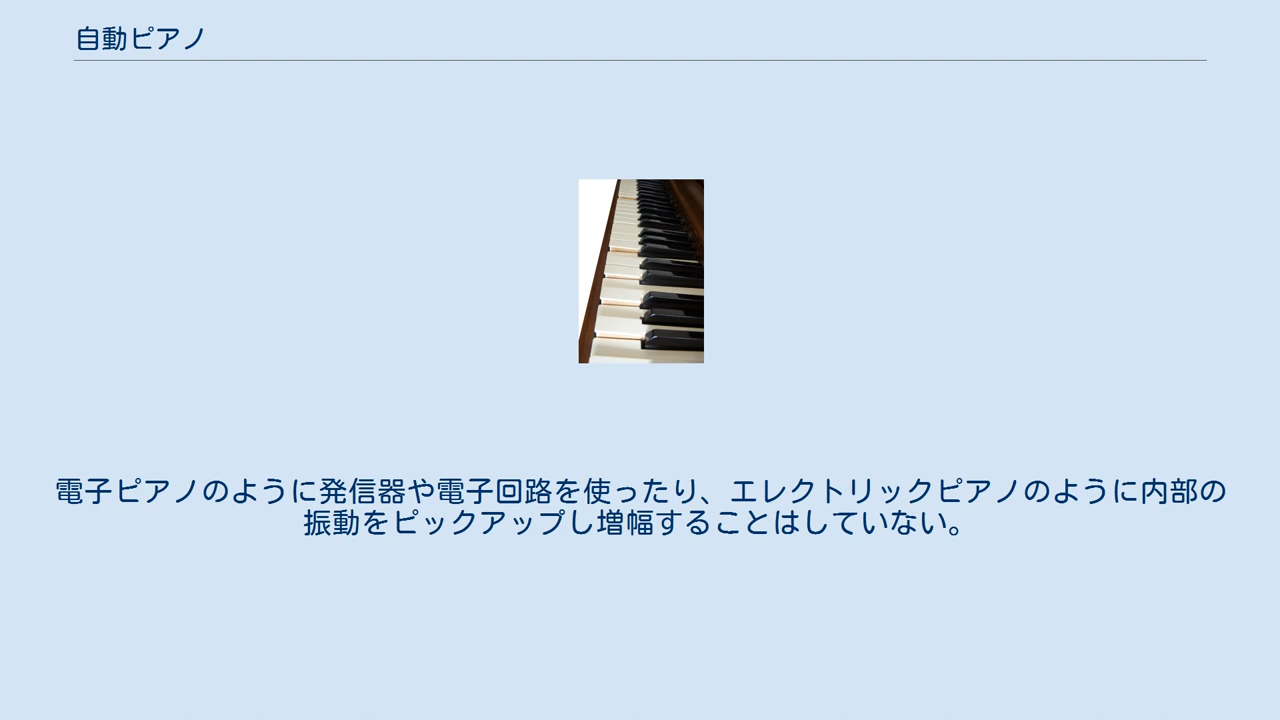 自動ピアノ
電子ピアノのように発信器や電子回路を使ったり、エレクトリックピアノのように内部の
振動をピックアップし増幅することはしていない。